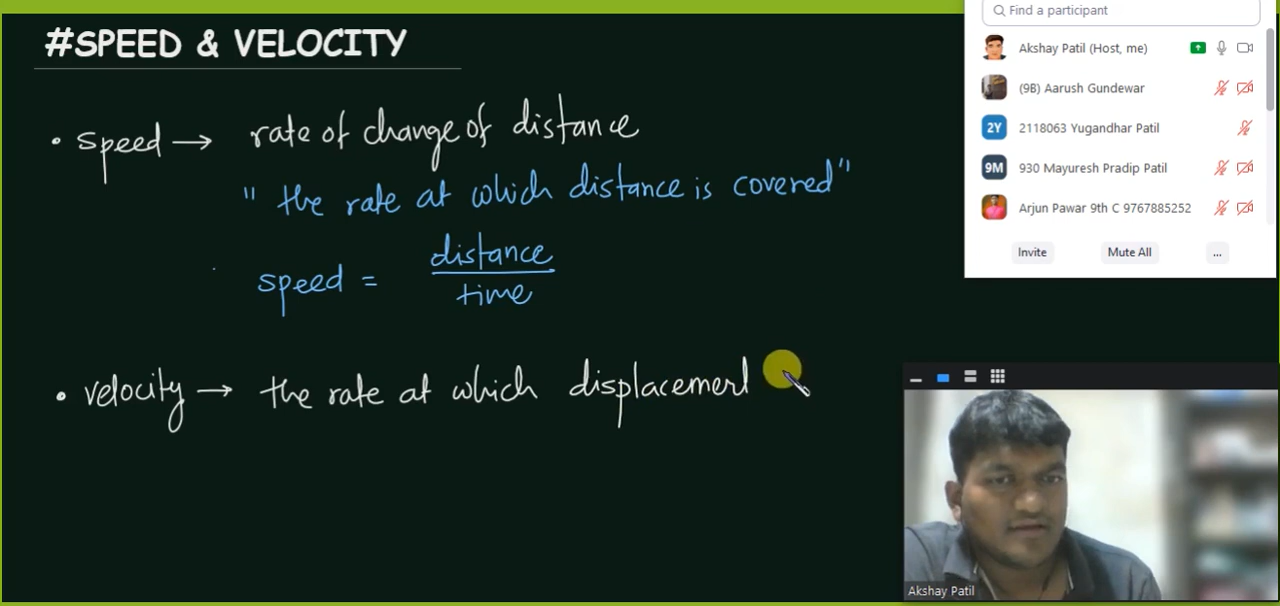 #SPEED & VELOCITY
• speed → rate of change of distance
" the rate at which distance is covered "
speed = distance
time
• velocity → the rate at which displacement
Find a participant
Akshay Patil (Host, me)
(9B) Aarush Gundewar
2Y 2118063 Yugandhar Patil
9M 930 Mayuresh Pradip Patil
Arjun Pawar 9th C 9767885252
Invite Mute All ...
Akshay Patil